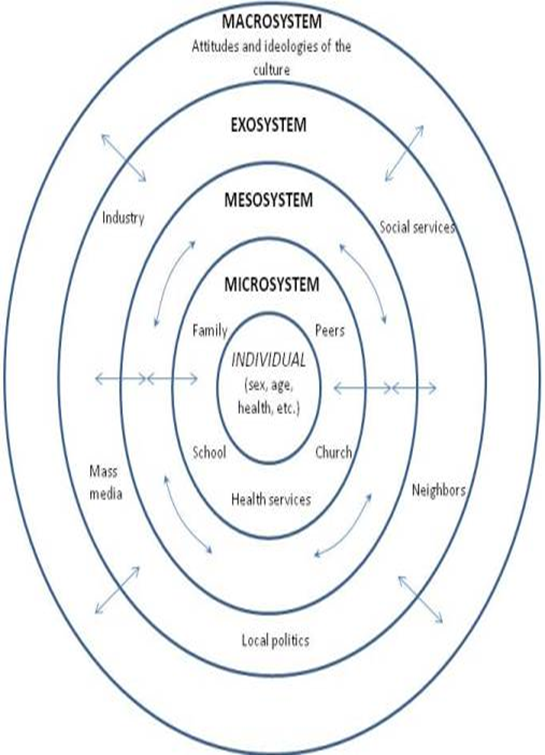 MACROSYSTEM
Attitudes and ideologies of the
culture
EXOSYSTEM
MESOSYSTEM
Industry
Social services
MICROSYSTEM
Family
Peers
INDIVIDUAL
(sex, age,
health, etc.)
School
Church
Mass
media
Health services
Neighbors
Local politics